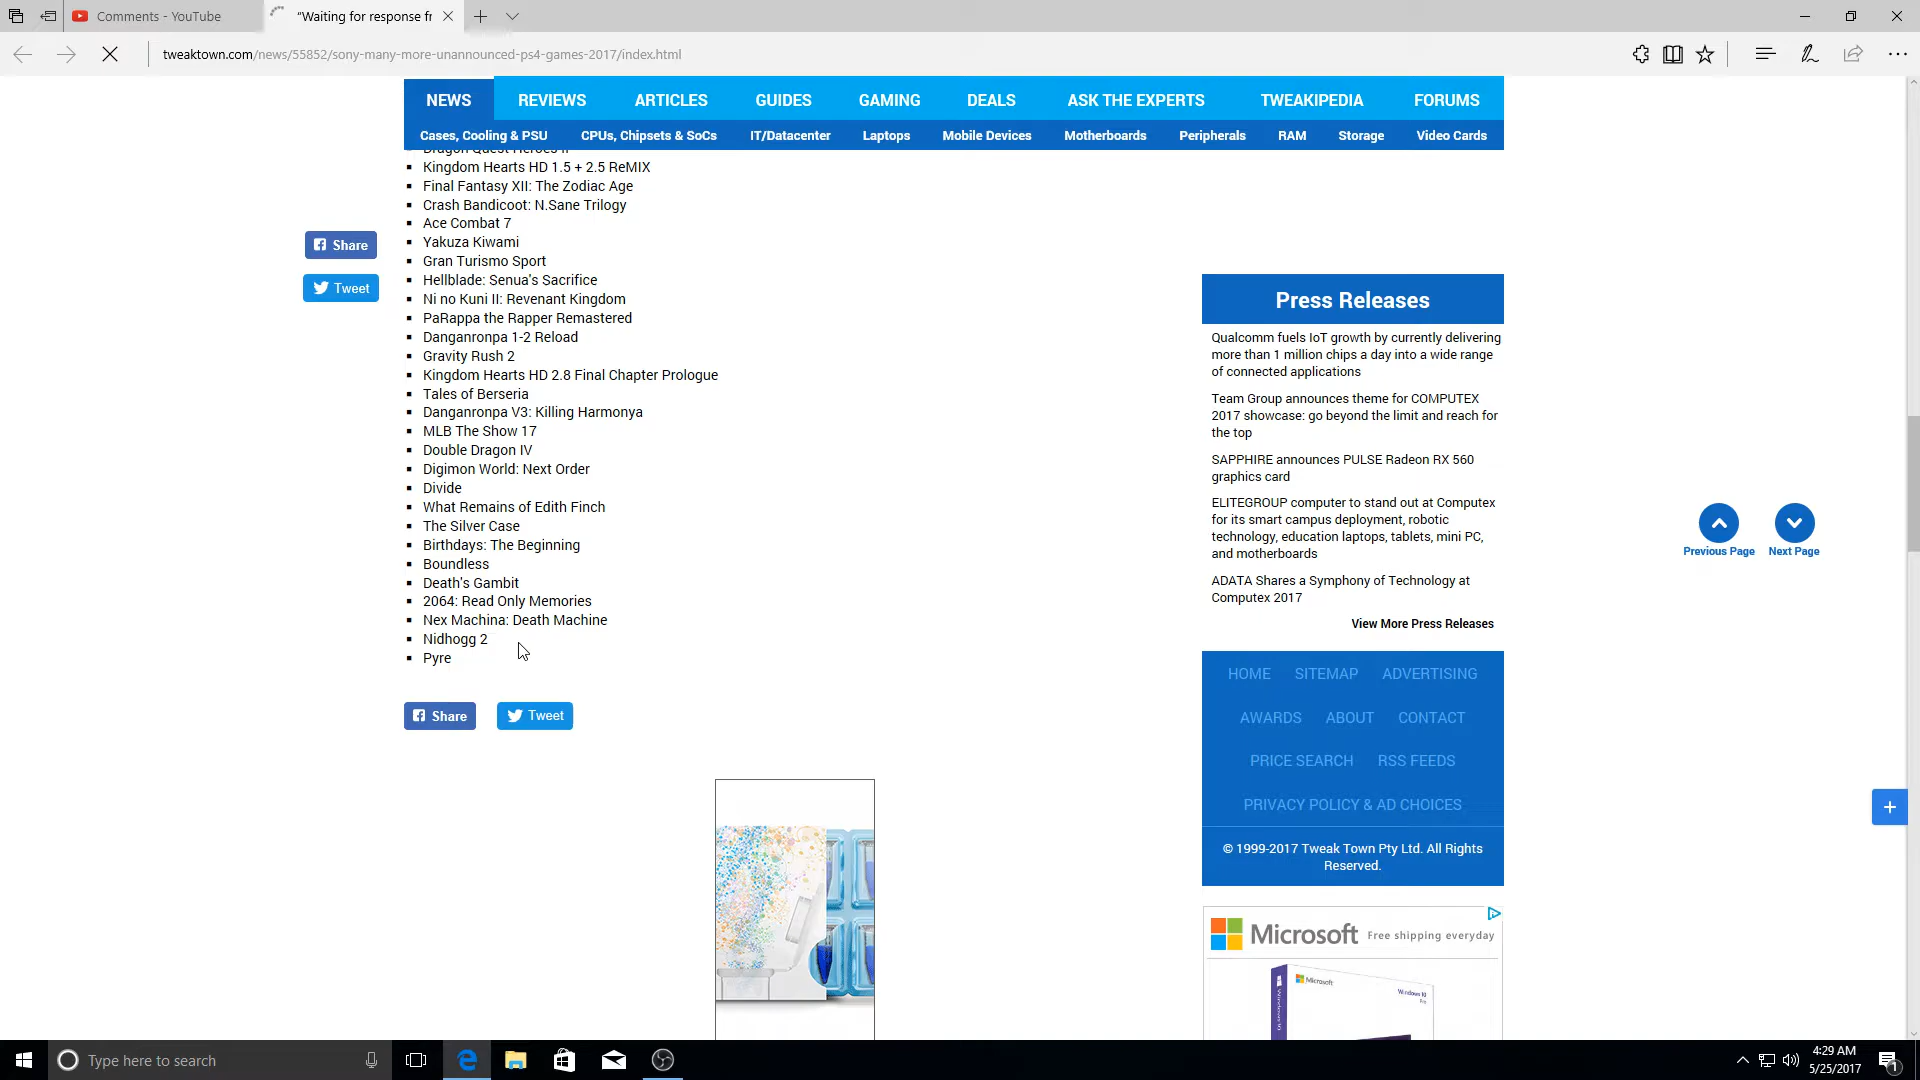 Comments - YouTube
"Waiting for response fr
tweaktown.com/news/55852/sony-many-more-unannounced-ps4-games-2017/index.html
NEWS REVIEWS ARTICLES GUIDES GAMING DEALS ASK THE EXPERTS TWEAKIPEDIA FORUMS
Cases, Cooling & PSU CPUs, Chipsets & SoCs IT/Datacenter Laptops Mobile Devices Motherboards Peripherals RAM Storage Video Cards
Dragon Quest Heroes II
Kingdom Hearts HD 1.5 + 2.5 ReMIX
Final Fantasy XII: The Zodiac Age
Crash Bandicoot: N.Sane Trilogy
Ace Combat 7
Yakuza Kiwami
Gran Turismo Sport
Hellblade: Senua's Sacrifice
Ni no Kuni II: Revenant Kingdom
PaRappa the Rapper Remastered
Danganronpa 1-2 Reload
Gravity Rush 2
Kingdom Hearts HD 2.8 Final Chapter Prologue
Tales of Berseria
Danganronpa V3: Killing Harmonya
MLB The Show 17
Double Dragon IV
Digimon World: Next Order
Divide
What Remains of Edith Finch
The Silver Case
Birthdays: The Beginning
Boundless
Death's Gambit
2064: Read Only Memories
Nex Machina: Death Machine
Nidhogg 2
Pyre
Share
Tweet
Share Tweet
Press Releases
Qualcomm fuels IoT growth by currently delivering
more than 1 million chips a day into a wide range
of connected applications
Team Group announces theme for COMPUTEX
2017 showcase: go beyond the limit and reach for
the top
SAPPHIRE announces PULSE Radeon RX 560
graphics card
ELITEGROUP computer to stand out at Computex
for its smart campus deployment, robotic
technology, education laptops, tablets, mini PC,
and motherboards
ADATA Shares a Symphony of Technology at
Computex 2017
View More Press Releases
Previous Page Next Page
HOME SITEMAP ADVERTISING
AWARDS ABOUT CONTACT
PRICE SEARCH RSS FEEDS
PRIVACY POLICY & AD CHOICES
© 1999-2017 Tweak Town Pty Ltd. All Rights
Reserved.
Microsoft Free shipping everyday
Microsoft
Windows 10
Pro
Type here to search
4:29 AM
5/25/2017
1